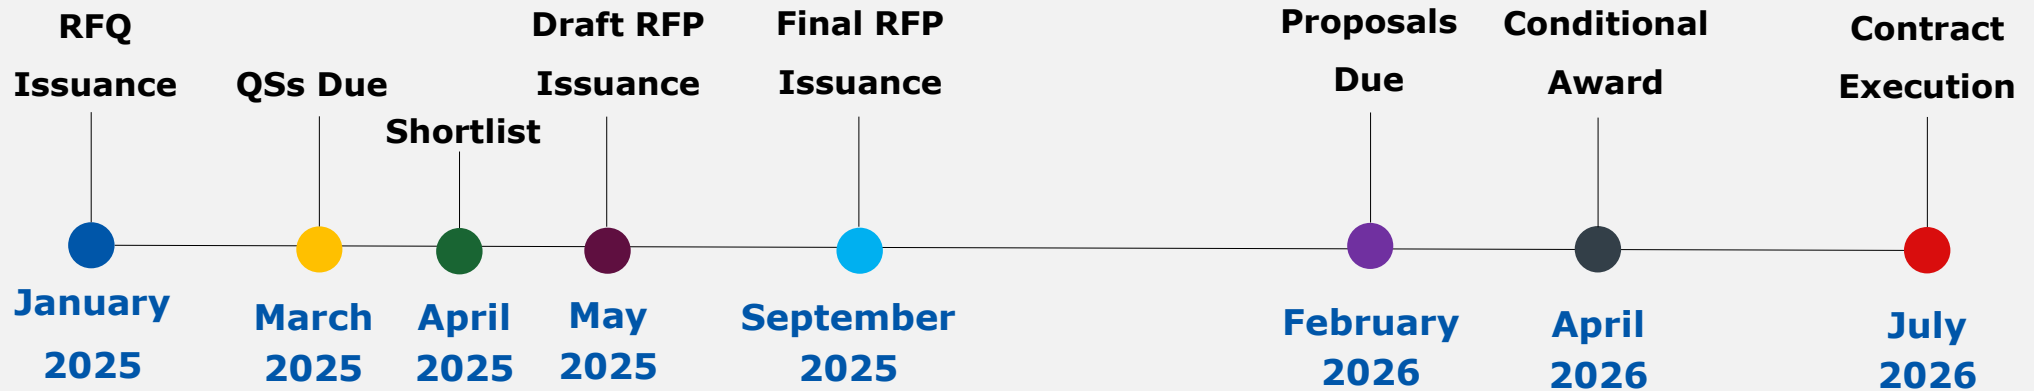 RFQ
Issuance
QSs Due
Shortlist
Draft RFP
Issuance
Final RFP
Issuance
Proposals
Due
Conditional
Award
Contract
Execution
January
2025
March
2025
April
2025
May
2025
September
2025
February
2026
April
2026
July
2026